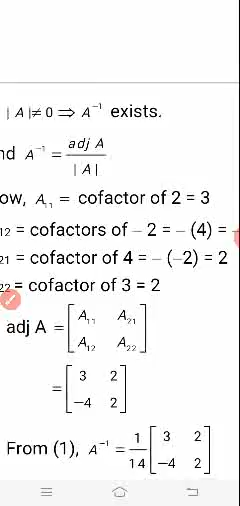 | A |≠ 0 ⇒ A⁻¹ exists.
nd A⁻¹ = adj A / | A |
ow, A₁₁ = cofactor of 2 = 3
12 = cofactors of – 2 = – (4) = –
21 = cofactor of 4 = – (–2) = 2
22 = cofactor of 3 = 2
adj A = [A₁₁ A₂₁
A₁₂ A₂₂]
= [3 2
–4 2]
From (1), A⁻¹ = 1/14 [3 2
–4 2]